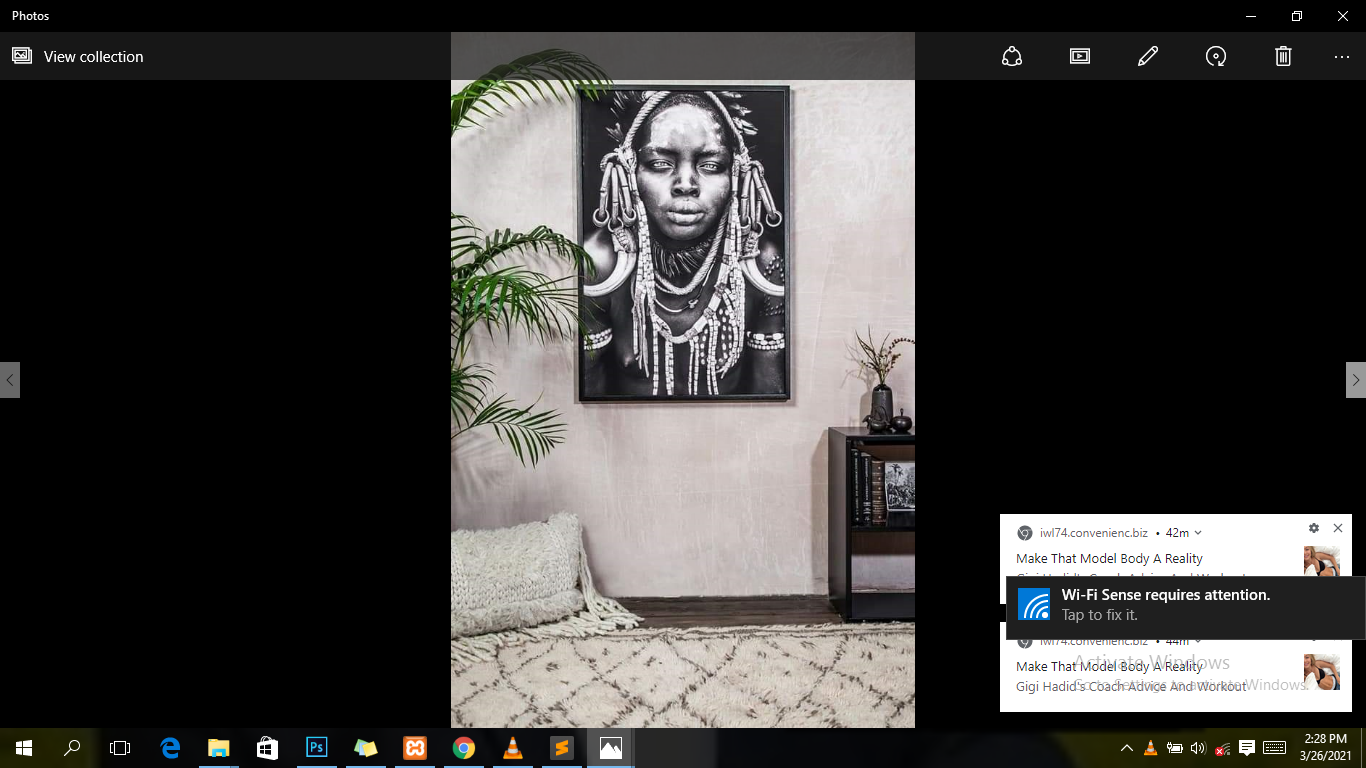 Photos
View collection
iwl74.convenienc.biz • 42m
Make That Model Body A Reality
Wi-Fi Sense requires attention.
Tap to fix it.
iwl74.convenienc.biz • 44m
Make That Model Body A Reality
Gigi Hadid's Coach Advice And Workout
Activate Windows
Go to Settings to activate Windows.
Ps
2:28 PM
3/26/2021